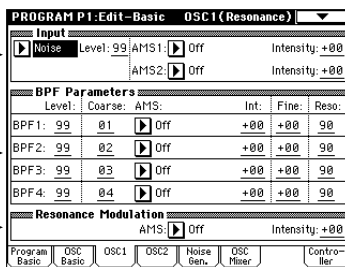 PROGRAM P1:Edit-Basic OSC1(Resonance)
Input
Noise Level: 99 AMS1: Off Intensity: +00
AMS2: Off Intensity: +00
BPF Parameters
Level: Coarse: AMS: Int: Fine: Reso:
BPF1: 99 01 Off +00 +00 90
BPF2: 99 02 Off +00 +00 90
BPF3: 99 03 Off +00 +00 90
BPF4: 99 04 Off +00 +00 90
Resonance Modulation
AMS: Off Intensity: +00
Program Basic OSC Basic OSC1 OSC2 Noise Gen. OSC Mixer Contro-ller